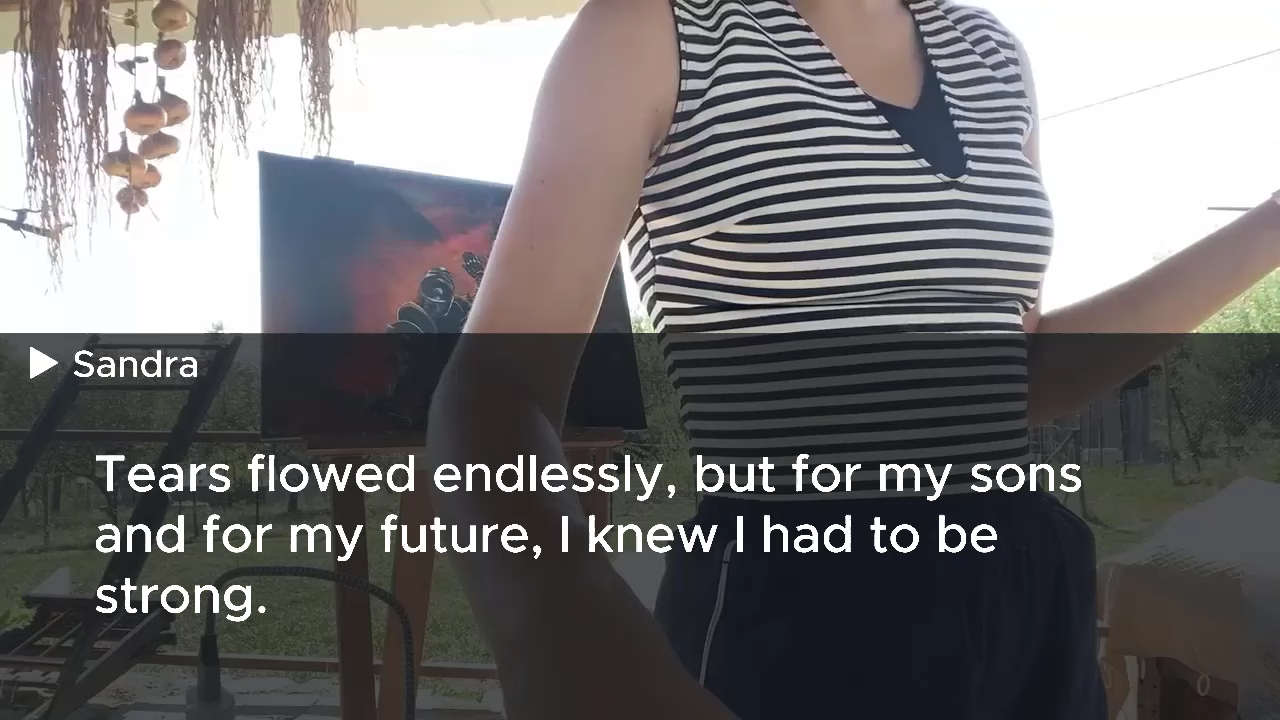 Sandra
Tears flowed endlessly, but for my sons
and for my future, I knew I had to be
strong.